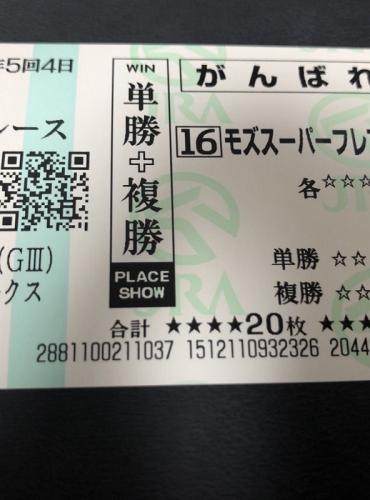 年5回4日
WIN
がんばれ
レース
単勝+複勝
16 モズスーパーフレ
各☆☆☆
JRA
(GIII)
単勝 ☆☆
クス
PLACE
SHOW
複勝 ☆☆
合計 ★★★★20枚 ★★★
2881100211037 1512110932326 2044